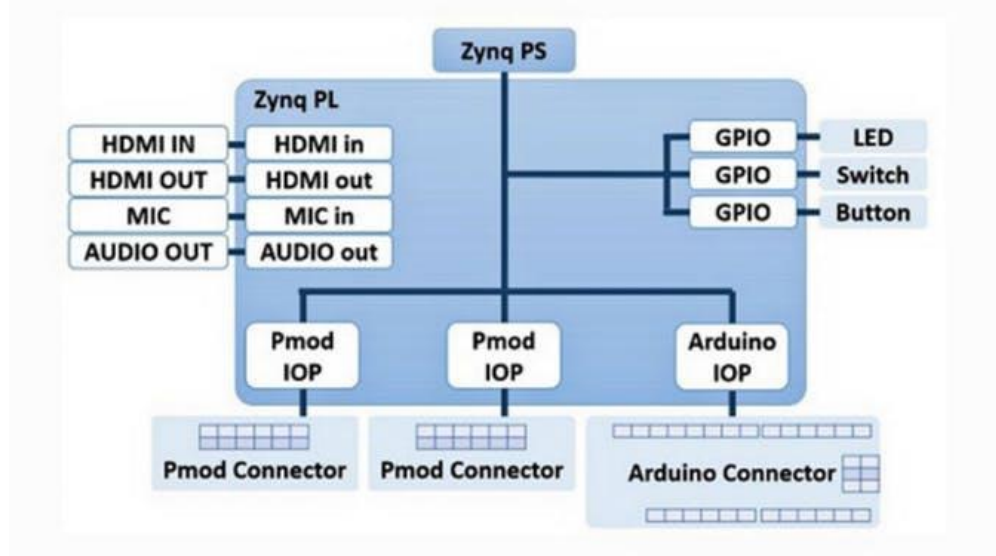 Zynq PS
Zynq PL
HDMI IN
HDMI in
HDMI OUT
HDMI out
MIC
MIC in
AUDIO OUT
AUDIO out
GPIO
LED
GPIO
Switch
GPIO
Button
Pmod
IOP
Pmod
IOP
Arduino
IOP
Pmod Connector
Pmod Connector
Arduino Connector